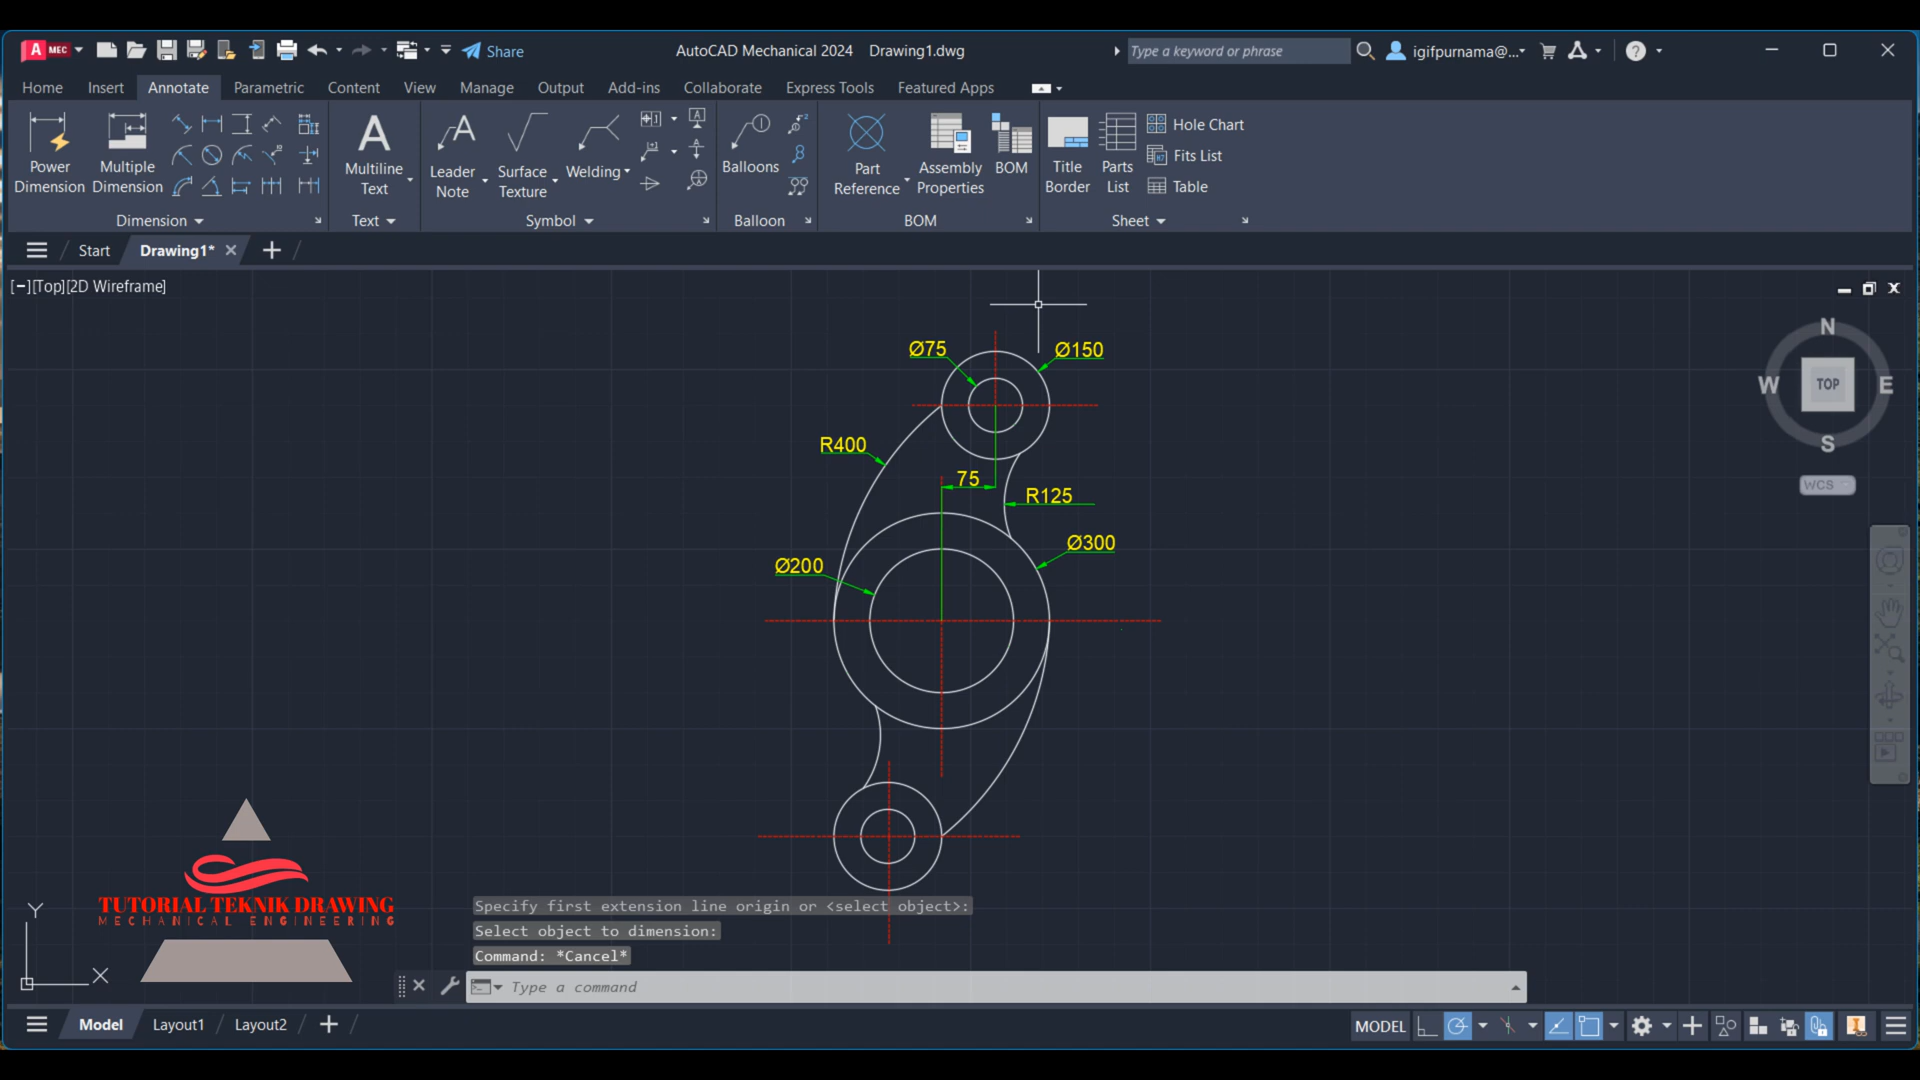 A MEC Share AutoCAD Mechanical 2024 Drawing1.dwg Type a keyword or phrase igifpurnama@...
Home Insert Annotate Parametric Content View Manage Output Add-ins Collaborate Express Tools Featured Apps
Power Dimension
Multiple Dimension
Multiline Text
Leader Note
Surface Texture
Welding
Balloons
Part Reference
Assembly Properties
BOM
Title Border
Parts List
Hole Chart
Fits List
Table
Dimension Text Symbol Balloon BOM Sheet
Start Drawing1*
[−][Top][2D Wireframe]
N
W TOP E
S
WCS
Ø75 Ø150
R400
75
R125
Ø300
Ø200
TUTORIAL TEKNIK DRAWING
MECHANICAL ENGINEERING
Y
X
Specify first extension line origin or <select object>:
Select object to dimension:
Command: *Cancel*
Type a command
Model Layout1 Layout2 MODEL